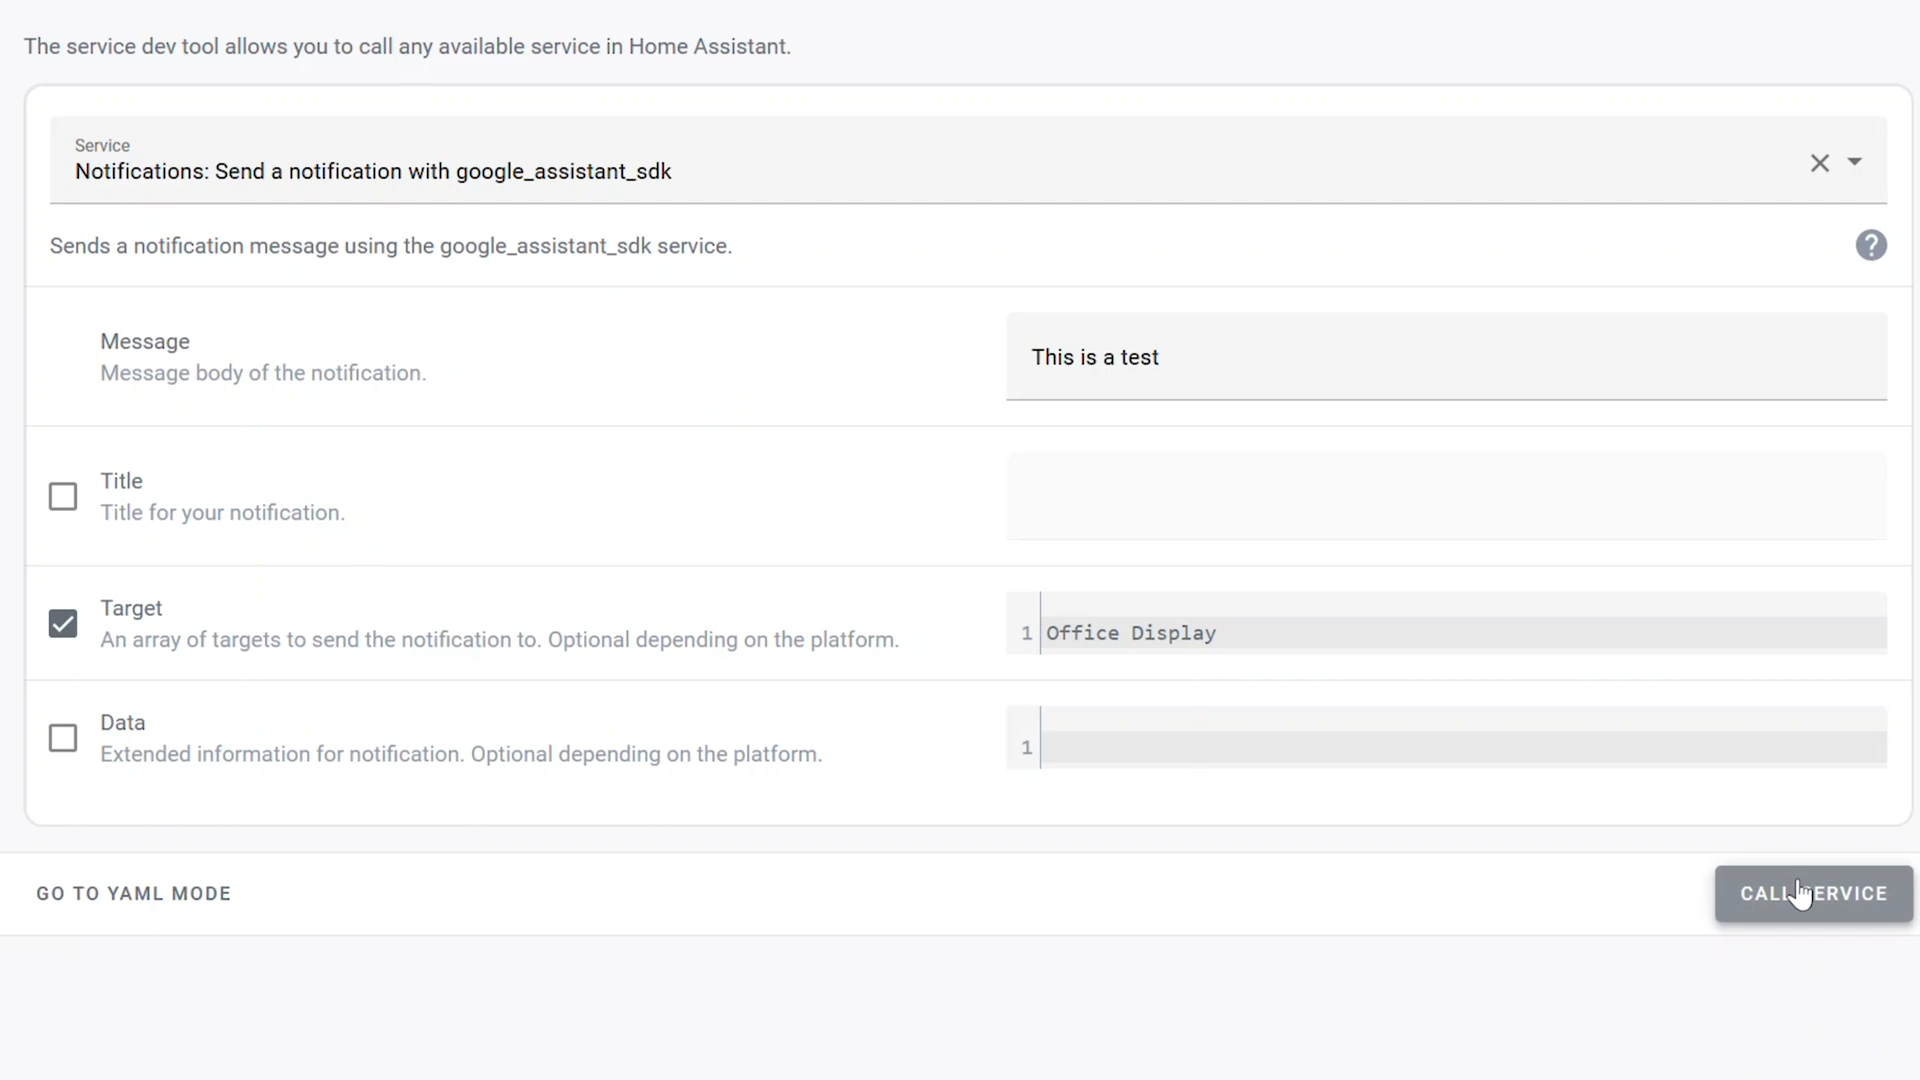 The service dev tool allows you to call any available service in Home Assistant.
Service
Notifications: Send a notification with google_assistant_sdk
Sends a notification message using the google_assistant_sdk service.
Message
Message body of the notification.
This is a test
Title
Title for your notification.
Target
An array of targets to send the notification to. Optional depending on the platform.
1 Office Display
Data
Extended information for notification. Optional depending on the platform.
1
GO TO YAML MODE
CALL SERVICE